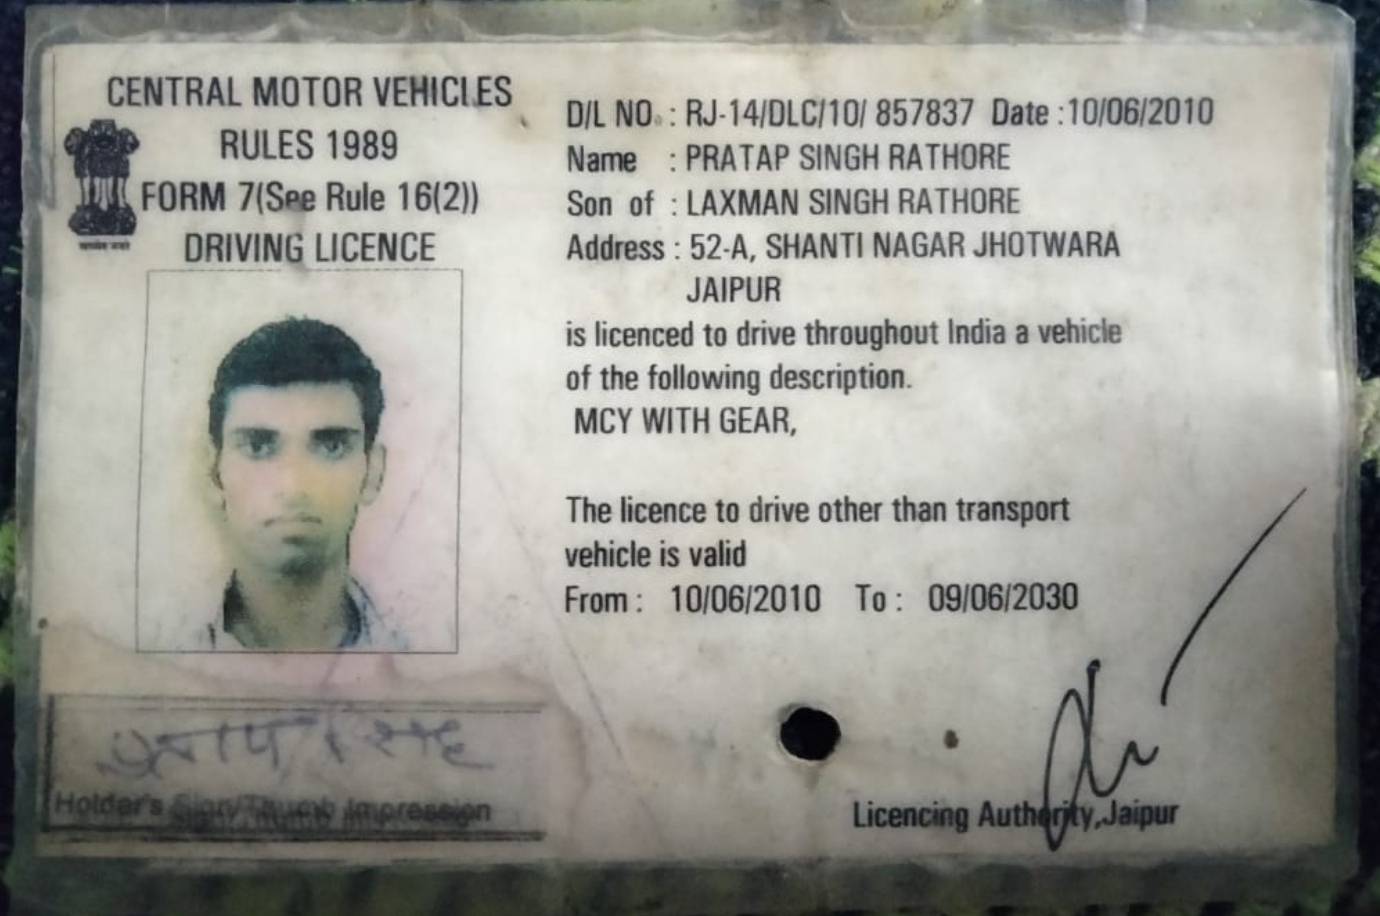 CENTRAL MOTOR VEHICLES
RULES 1989
FORM 7(See Rule 16(2))
DRIVING LICENCE
D/L NO. : RJ-14/DLC/10/ 857837 Date :10/06/2010
Name : PRATAP SINGH RATHORE
Son of : LAXMAN SINGH RATHORE
Address : 52-A, SHANTI NAGAR JHOTWARA
JAIPUR
is licenced to drive throughout India a vehicle
of the following description.
MCY WITH GEAR,
The licence to drive other than transport
vehicle is valid
From : 10/06/2010 To : 09/06/2030
प्रताप सिंह
Holder's Sign/Thumb Impression
Licencing Authority,Jaipur